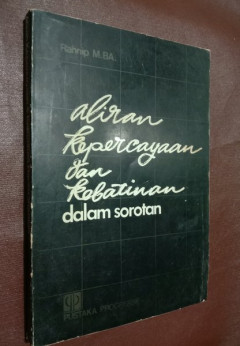 Rahnip M.BA.
aliran
kepercayaan
dan
kebatinan
dalam sorotan
PUSTAKA PROGRESSIF